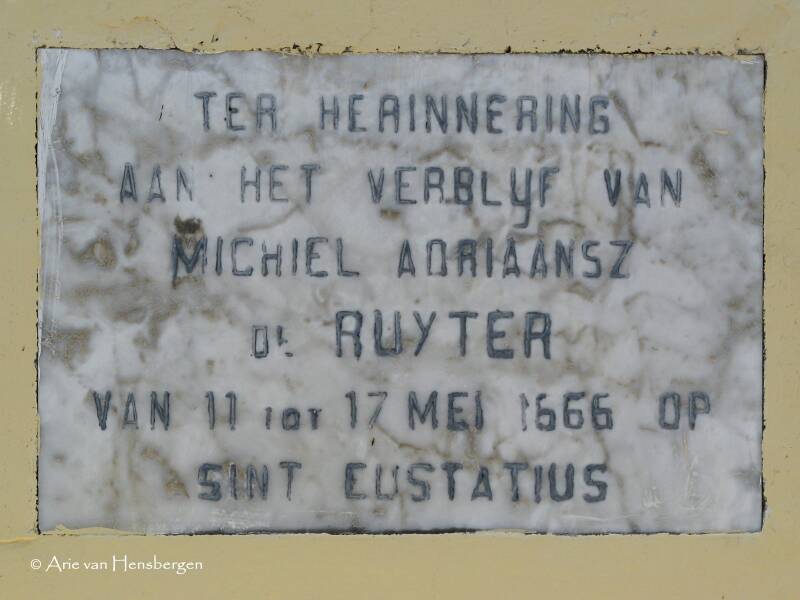 TER HERINNERING
AAN HET VERBLIJF VAN
MICHIEL ADRIAANSZ
DE RUYTER
VAN 11 TOT 17 MEI 1666 OP
SINT EUSTATIUS
© Arie van Hensbergen